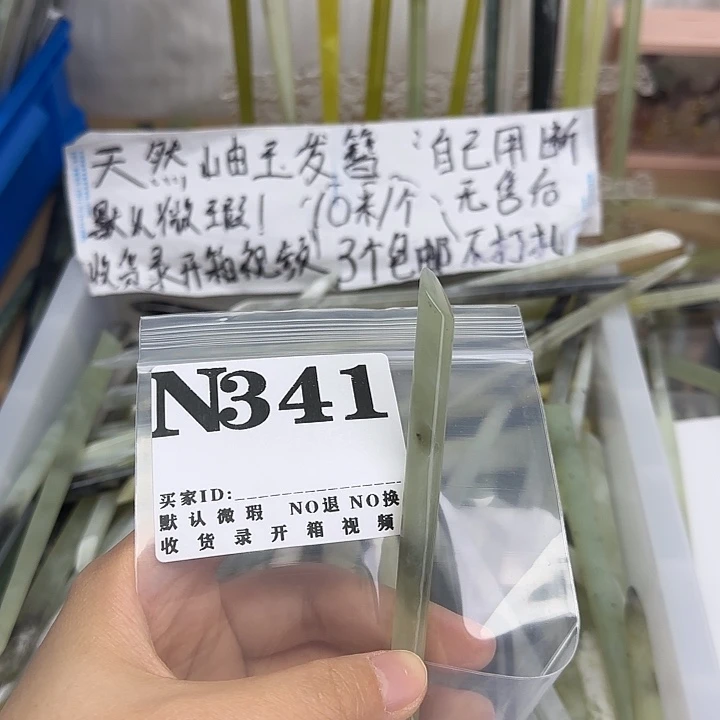 天然岫玉发簪：自己用断
默认微瑕！10米/个、无售后
收货录开箱视频 3个包邮 不打孔
N341
买家ID:
默认微瑕 NO退 NO换
收货录开箱视频